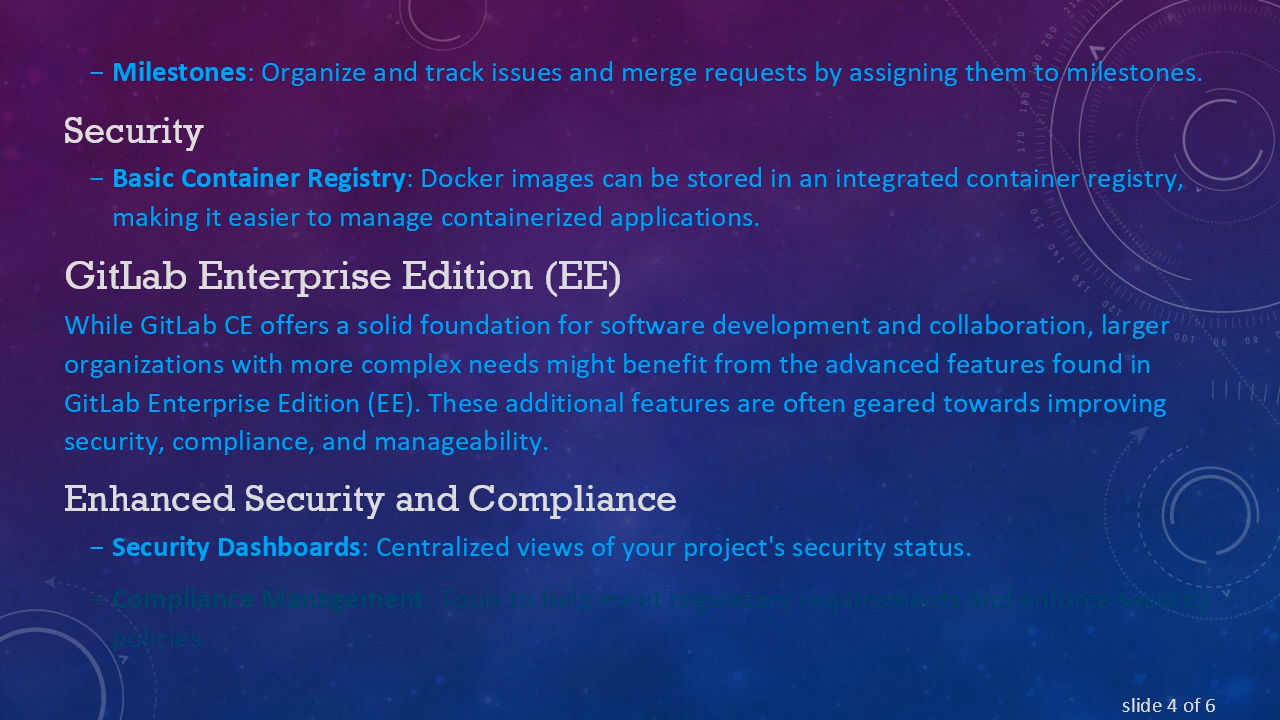 – Milestones: Organize and track issues and merge requests by assigning them to milestones.
Security
– Basic Container Registry: Docker images can be stored in an integrated container registry,
making it easier to manage containerized applications.
GitLab Enterprise Edition (EE)
While GitLab CE offers a solid foundation for software development and collaboration, larger
organizations with more complex needs might benefit from the advanced features found in
GitLab Enterprise Edition (EE). These additional features are often geared towards improving
security, compliance, and manageability.
Enhanced Security and Compliance
– Security Dashboards: Centralized views of your project's security status.
– Compliance Management: Tools to help meet regulatory requirements and enforce security
policies.
slide 4 of 6